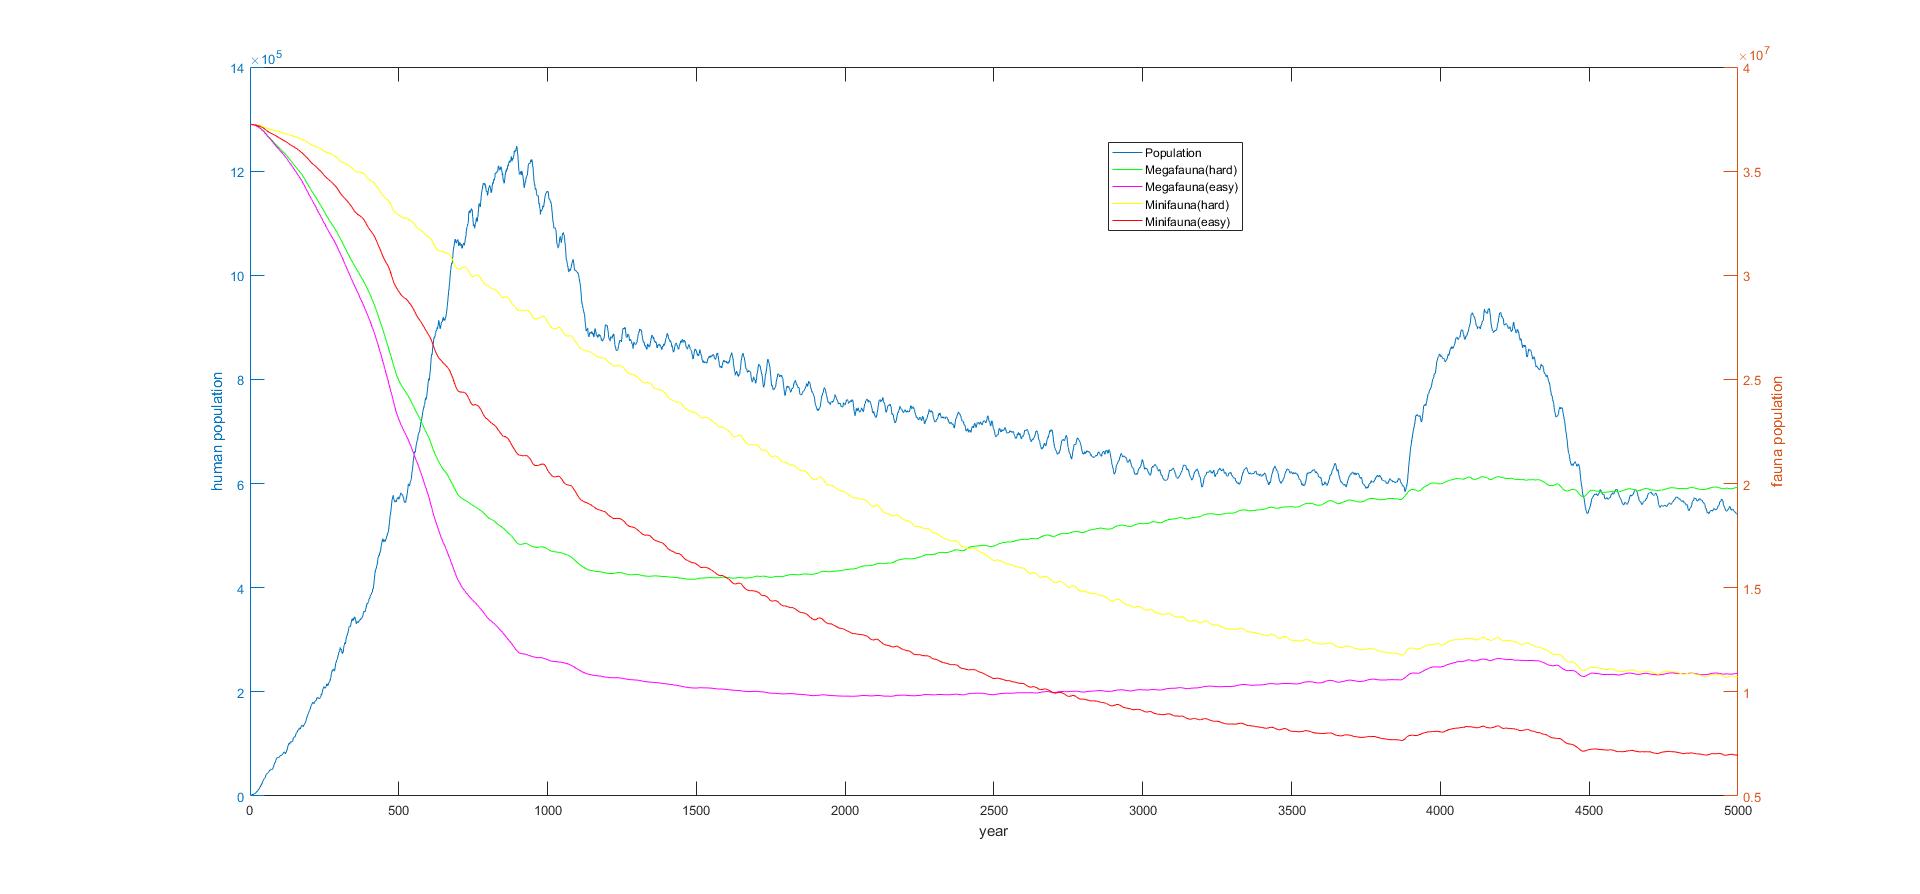 ×10^5
×10^7
14
12
10
8
6
4
2
0
human population
4
3.5
3
2.5
2
1.5
1
0.5
fauna population
Population
Megafauna(hard)
Megafauna(easy)
Minifauna(hard)
Minifauna(easy)
0 500 1000 1500 2000 2500 3000 3500 4000 4500 5000
year